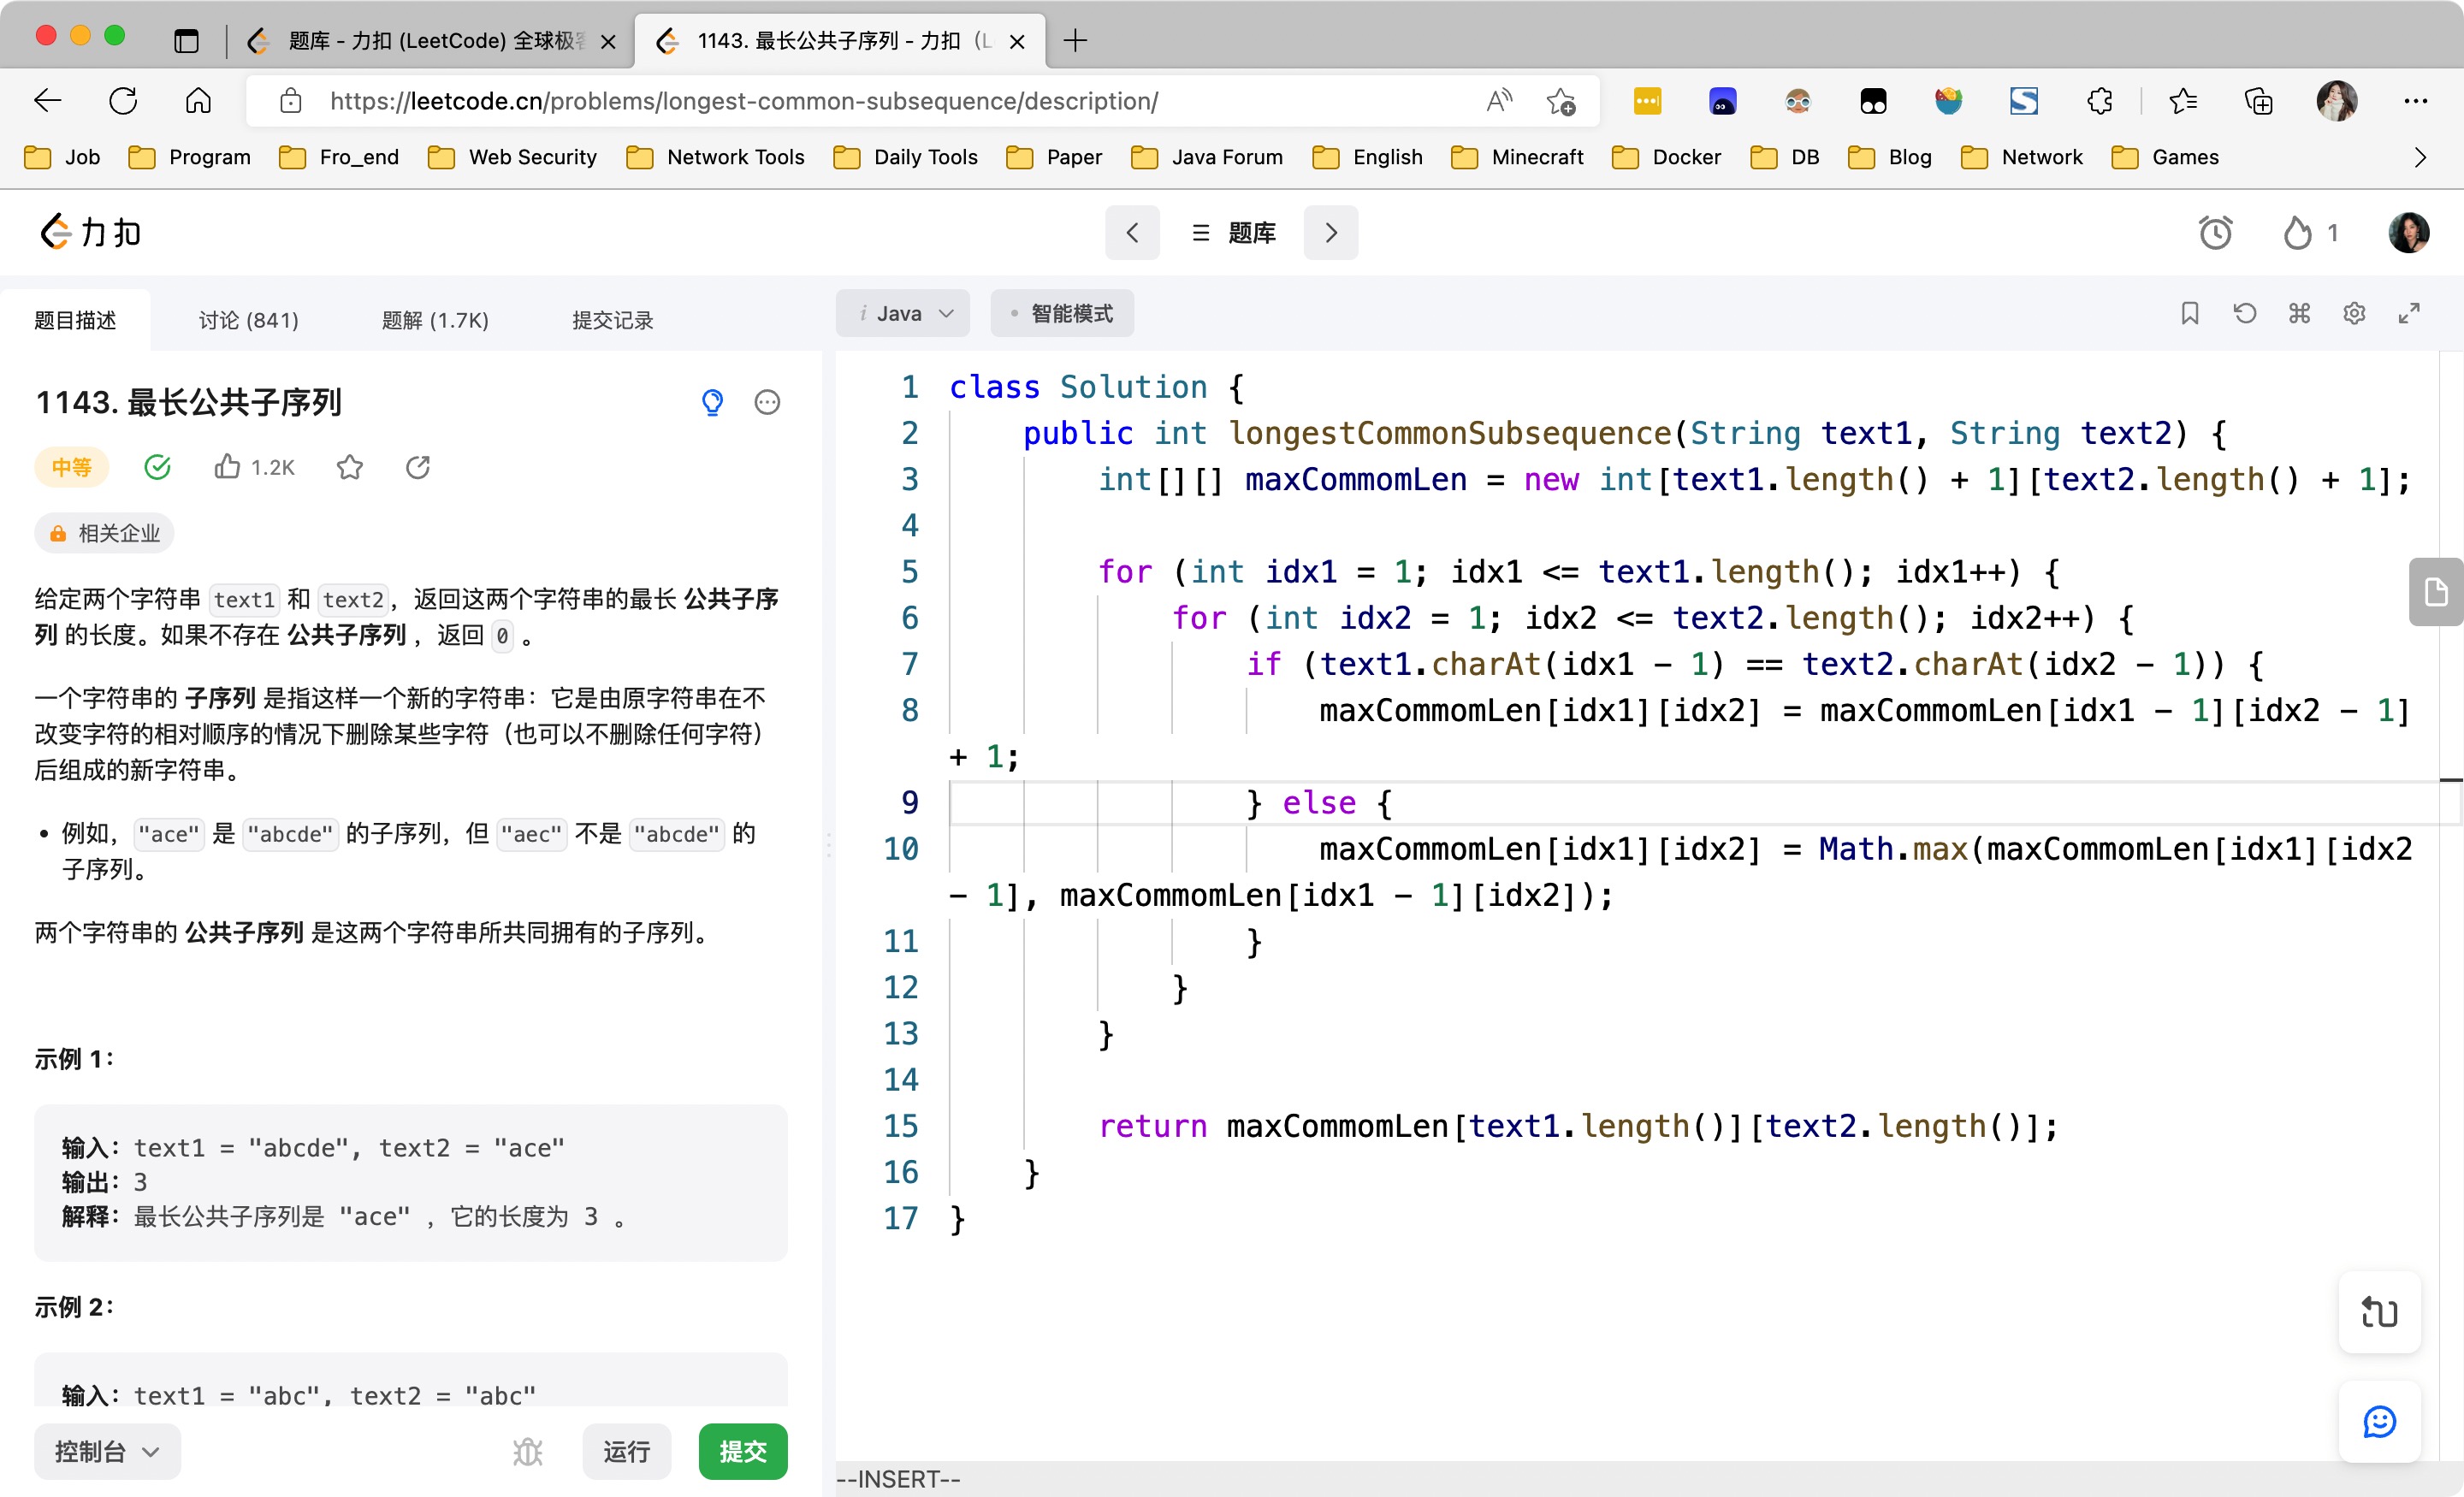 题库 - 力扣 (LeetCode) 全球极客
1143. 最长公共子序列 - 力扣（L
https://leetcode.cn/problems/longest-common-subsequence/description/
Job Program Fro_end Web Security Network Tools Daily Tools Paper Java Forum English Minecraft Docker DB Blog Network Games
力扣 题库 1
题目描述 讨论 (841) 题解 (1.7K) 提交记录
1143. 最长公共子序列
中等 1.2K
相关企业
给定两个字符串 text1 和 text2，返回这两个字符串的最长 公共子序
列 的长度。如果不存在 公共子序列 ，返回 0 。
一个字符串的 子序列 是指这样一个新的字符串：它是由原字符串在不
改变字符的相对顺序的情况下删除某些字符（也可以不删除任何字符）
后组成的新字符串。
• 例如，"ace" 是 "abcde" 的子序列，但 "aec" 不是 "abcde" 的
子序列。
两个字符串的 公共子序列 是这两个字符串所共同拥有的子序列。
示例 1：
输入：text1 = "abcde", text2 = "ace"
输出：3
解释：最长公共子序列是 "ace" ，它的长度为 3 。
示例 2：
输入：text1 = "abc", text2 = "abc"
控制台 运行 提交
i Java 智能模式
1 class Solution {
2 public int longestCommonSubsequence(String text1, String text2) {
3 int[][] maxCommomLen = new int[text1.length() + 1][text2.length() + 1];
4
5 for (int idx1 = 1; idx1 <= text1.length(); idx1++) {
6 for (int idx2 = 1; idx2 <= text2.length(); idx2++) {
7 if (text1.charAt(idx1 - 1) == text2.charAt(idx2 - 1)) {
8 maxCommomLen[idx1][idx2] = maxCommomLen[idx1 - 1][idx2 - 1]
+ 1;
9 } else {
10 maxCommomLen[idx1][idx2] = Math.max(maxCommomLen[idx1][idx2
- 1], maxCommomLen[idx1 - 1][idx2]);
11 }
12 }
13 }
14
15 return maxCommomLen[text1.length()][text2.length()];
16 }
17 }
--INSERT--